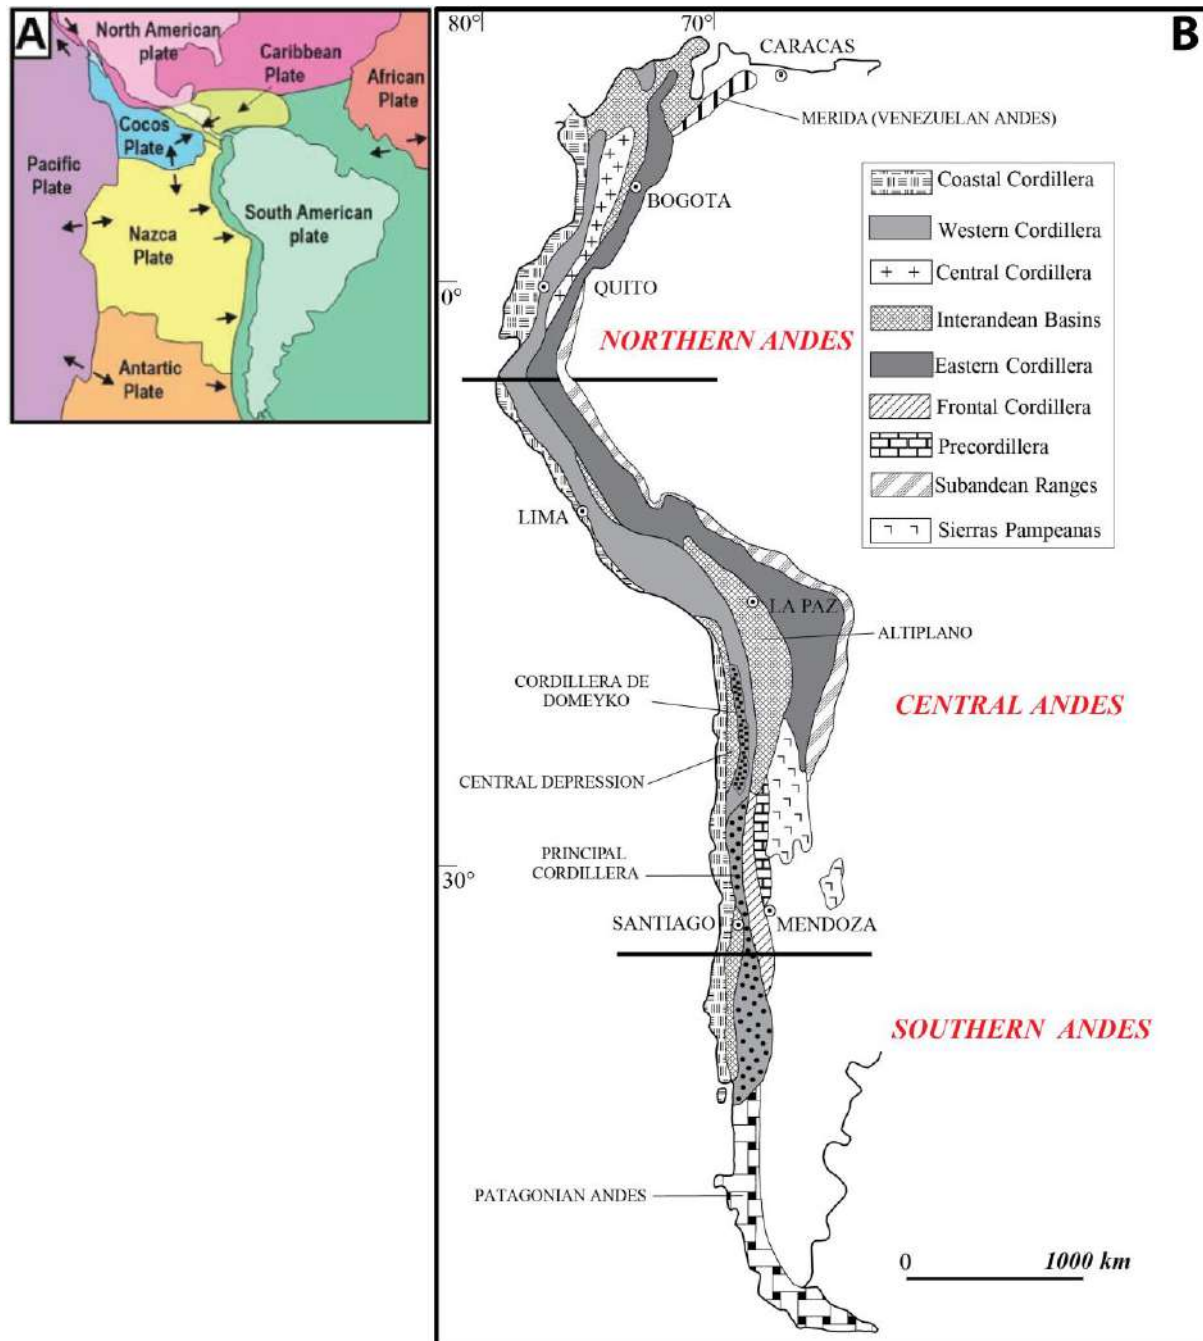 A
North American
plate
Caribbean
Plate
African
Plate
Cocos
Plate
Pacific
Plate
South American
plate
Nazca
Plate
Antartic
Plate
B
80°
70°
CARACAS
MERIDA (VENEZUELAN ANDES)
BOGOTA
QUITO
0°
NORTHERN ANDES
LIMA
LA PAZ
ALTIPLANO
CORDILLERA DE
DOMEYKO
CENTRAL ANDES
CENTRAL DEPRESSION
PRINCIPAL
CORDILLERA
30°
SANTIAGO
MENDOZA
SOUTHERN ANDES
PATAGONIAN ANDES
0
1000 km
Coastal Cordillera
Western Cordillera
Central Cordillera
Interandean Basins
Eastern Cordillera
Frontal Cordillera
Precordillera
Subandean Ranges
Sierras Pampeanas